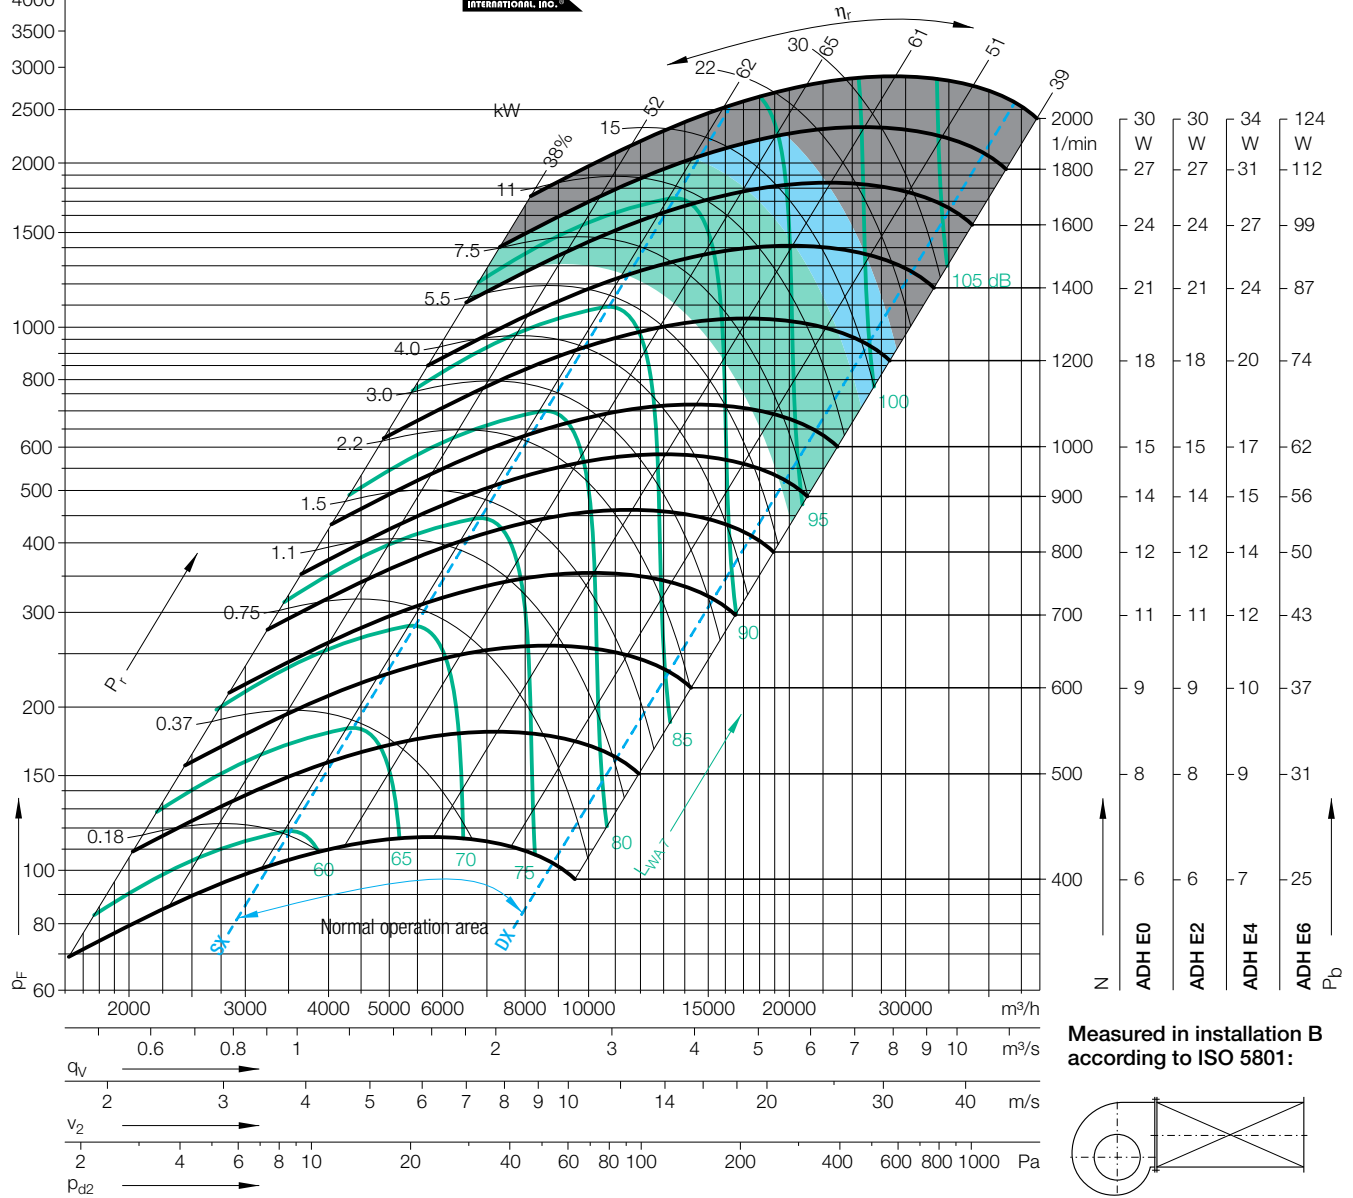 INTERNATIONAL, INC.®
4000
3500
3000
2500
2000
1500
1000
800
600
500
400
300
200
150
100
80
60
pF
Pr
kW
ηr
38%
52
62
65
61
51
39
30
22
15
11
7.5
5.5
4.0
3.0
2.2
1.5
1.1
0.75
0.37
0.18
60
65
70
75
80
85
90
95
100
105 dB
LWA 7
SX
Normal operation area
DX
2000 30 30 34 124
1/min W W W W
1800 27 27 31 112
1600 24 24 27 99
1400 21 21 24 87
1200 18 18 20 74
1000 15 15 17 62
900 14 14 15 56
800 12 12 14 50
700 11 11 12 43
600 9 9 10 37
500 8 8 9 31
400 6 6 7 25
N
ADH E0
ADH E2
ADH E4
ADH E6
Pb
2000 3000 4000 5000 6000 8000 10000 15000 20000 30000 m³/h
0.6 0.8 1 2 3 4 5 6 7 8 9 10 m³/s
qV
2 3 4 5 6 7 8 9 10 14 20 30 40 m/s
v2
2 4 6 8 10 20 40 60 80 100 200 400 600 800 1000 Pa
pd2
Measured in installation B
according to ISO 5801: